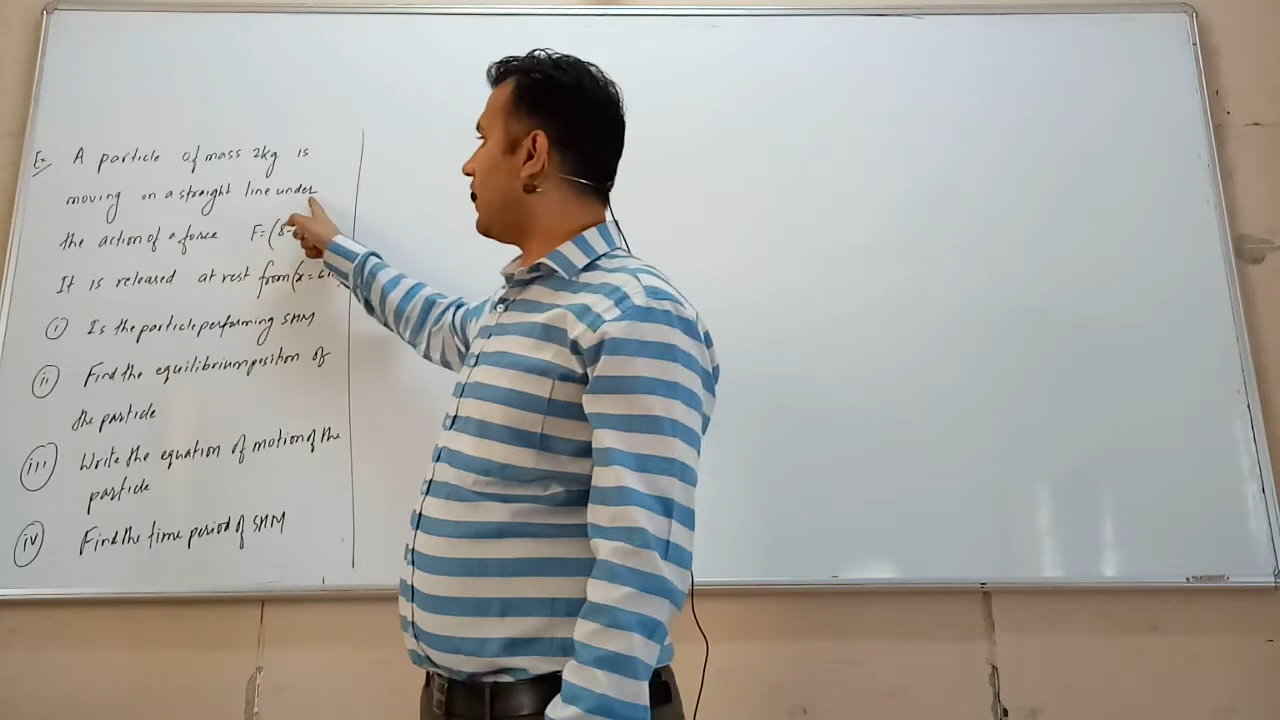 Ex A particle of mass 2kg is
moving on a straight line under
the action of a force F=(8-
It is released at rest from (x=6
(i) Is the particle performing SHM
(ii) Find the equilibrium position of
the particle
(iii) Write the equation of motion of the
particle
(iv) Find the time period of SHM